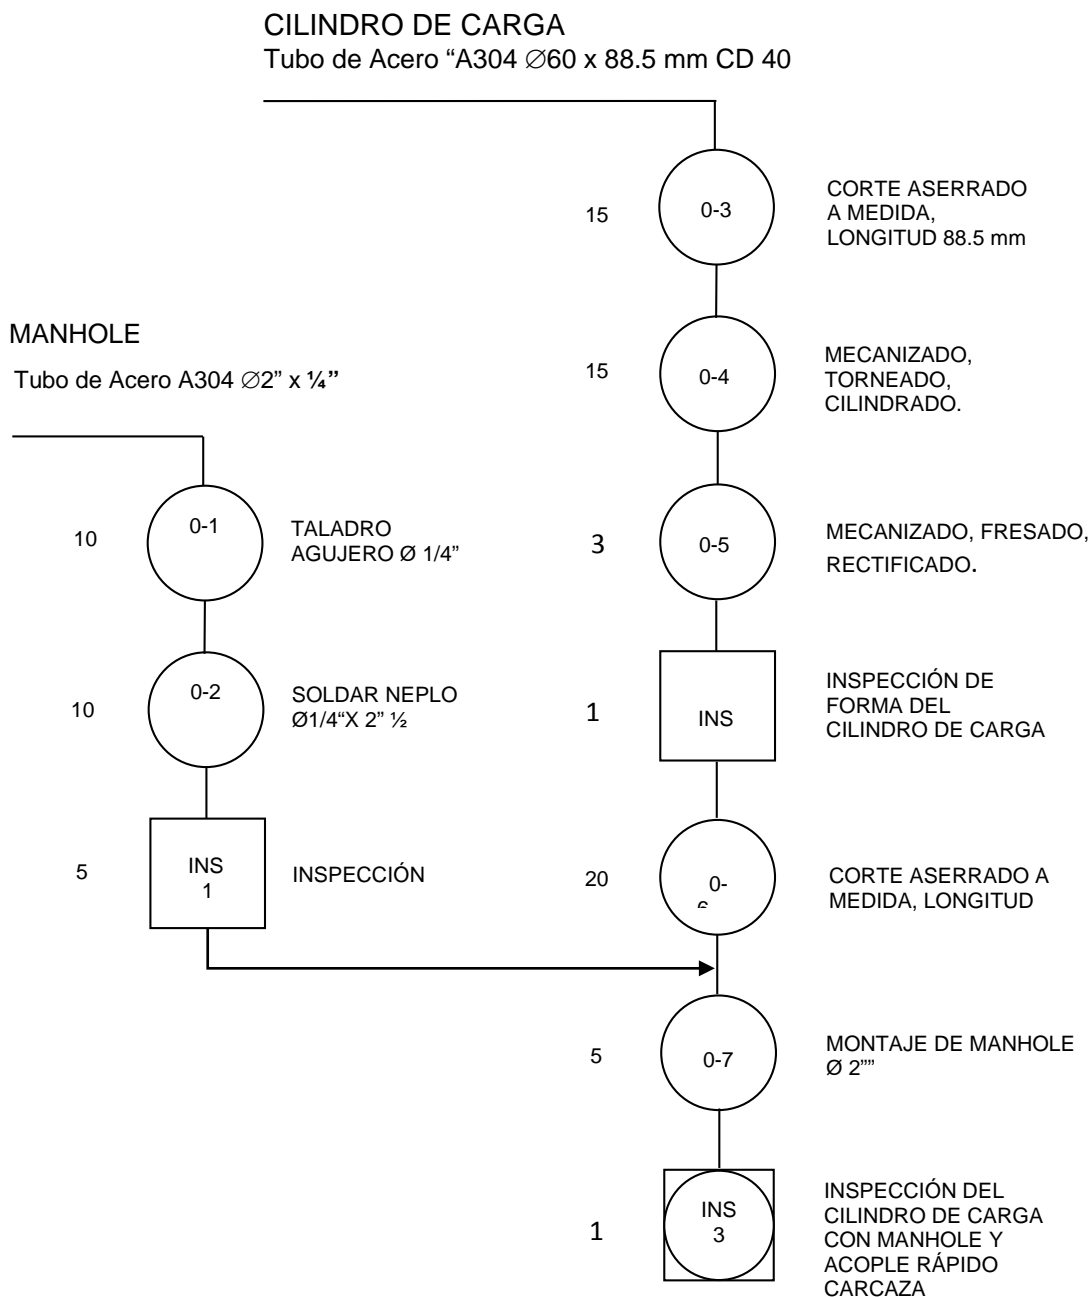 CILINDRO DE CARGA
Tubo de Acero “A304 ∅60 x 88.5 mm CD 40
15
0-3
CORTE ASERRADO
A MEDIDA,
LONGITUD 88.5 mm
MANHOLE
Tubo de Acero A304 ∅2” x ¼”
15
0-4
MECANIZADO,
TORNEADO,
CILINDRADO.
10
0-1
TALADRO
AGUJERO Ø 1/4”
3
0-5
MECANIZADO, FRESADO,
RECTIFICADO.
10
0-2
SOLDAR NEPLO
Ø1/4“X 2” ½
1
INS
INSPECCIÓN DE
FORMA DEL
CILINDRO DE CARGA
5
INS
1
INSPECCIÓN
20
0-
CORTE ASERRADO A
MEDIDA, LONGITUD
5
0-7
MONTAJE DE MANHOLE
Ø 2””
1
INS
3
INSPECCIÓN DEL
CILINDRO DE CARGA
CON MANHOLE Y
ACOPLE RÁPIDO
CARCAZA